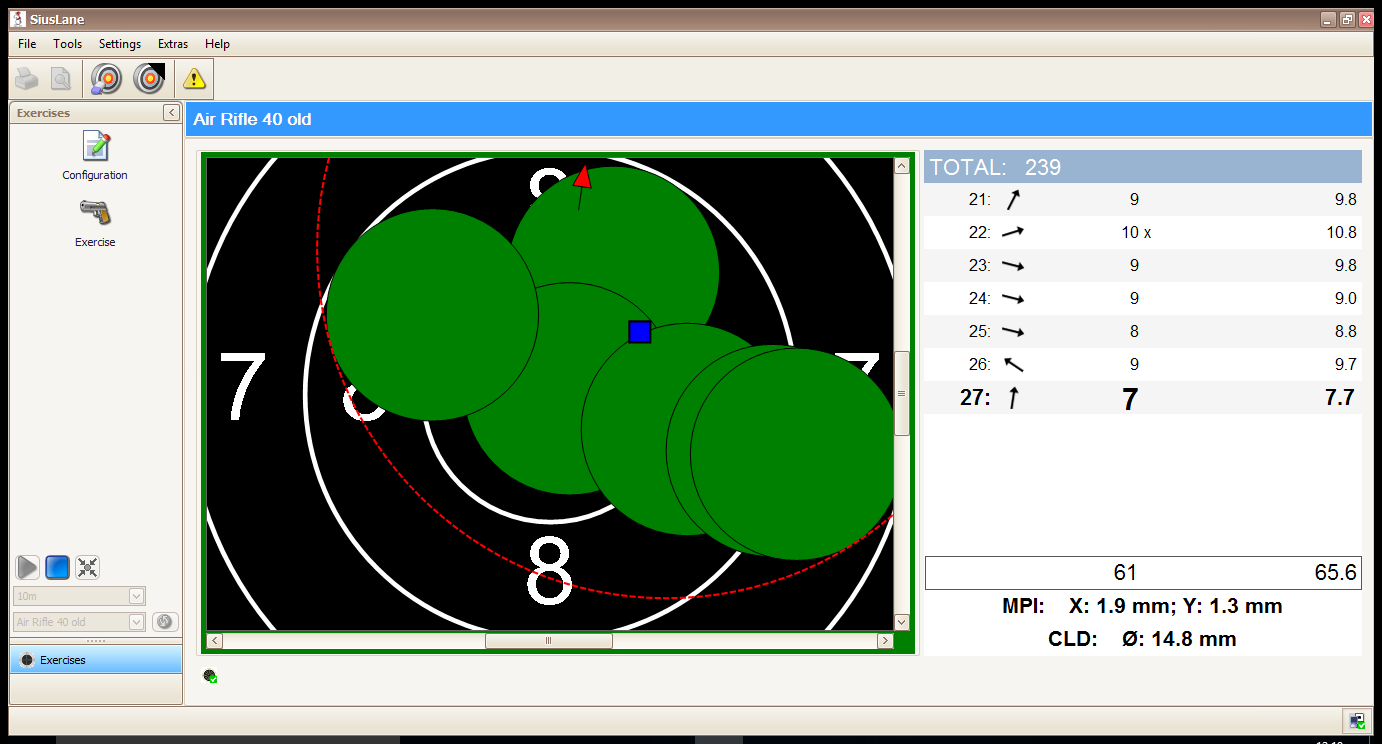 SiusLane
File Tools Settings Extras Help
Exercises
Configuration
Exercise
10m
Air Rifle 40 old
Exercises
Air Rifle 40 old
7
8
TOTAL: 239
21: 9 9.8
22: 10 x 10.8
23: 9 9.8
24: 9 9.0
25: 8 8.8
26: 9 9.7
27: 7 7.7
61 65.6
MPI: X: 1.9 mm; Y: 1.3 mm
CLD: Ø: 14.8 mm